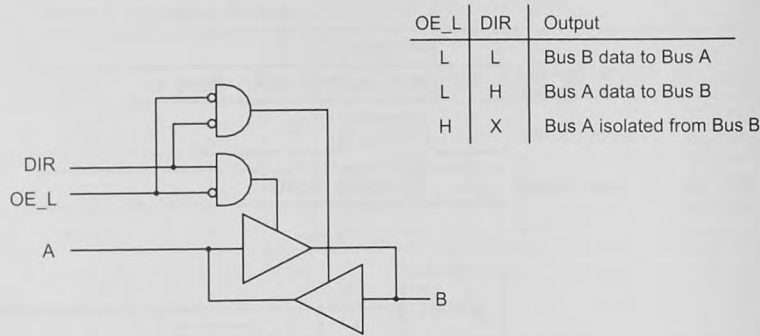 OE_L DIR Output
L L Bus B data to Bus A
L H Bus A data to Bus B
H X Bus A isolated from Bus B
DIR
OE_L
A
B